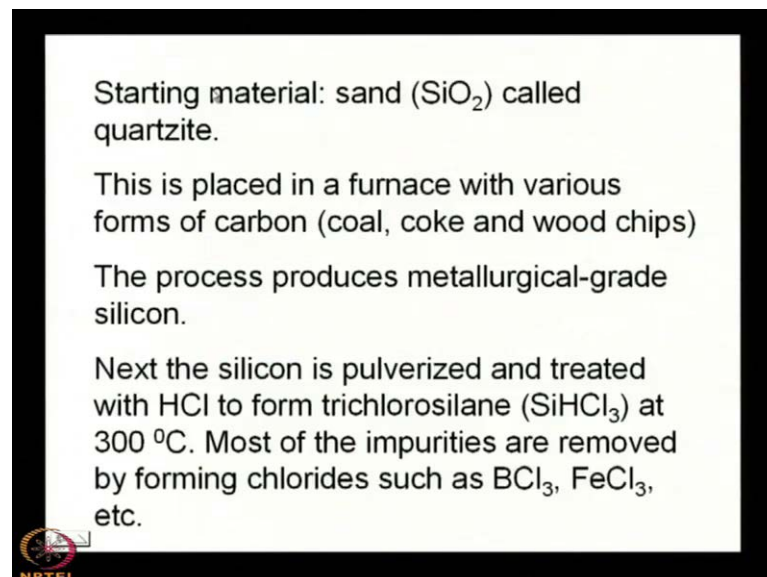 Starting material: sand (SiO₂) called
quartzite.
This is placed in a furnace with various
forms of carbon (coal, coke and wood chips)
The process produces metallurgical-grade
silicon.
Next the silicon is pulverized and treated
with HCl to form trichlorosilane (SiHCl₃) at
300 ⁰C. Most of the impurities are removed
by forming chlorides such as BCl₃, FeCl₃,
etc.
NPTEL